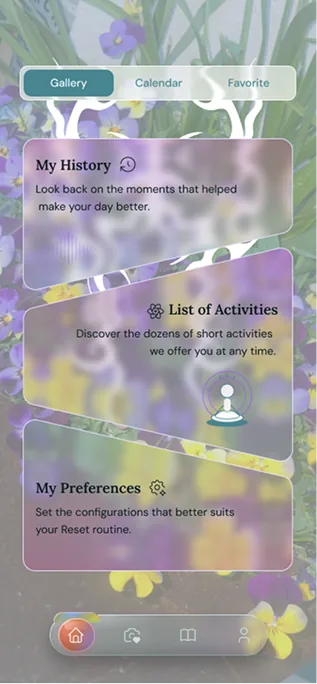 Gallery
Calendar
Favorite
My History
Look back on the moments that helped
make your day better.
List of Activities
Discover the dozens of short activities
we offer you at any time.
My Preferences
Set the configurations that better suits
your Reset routine.